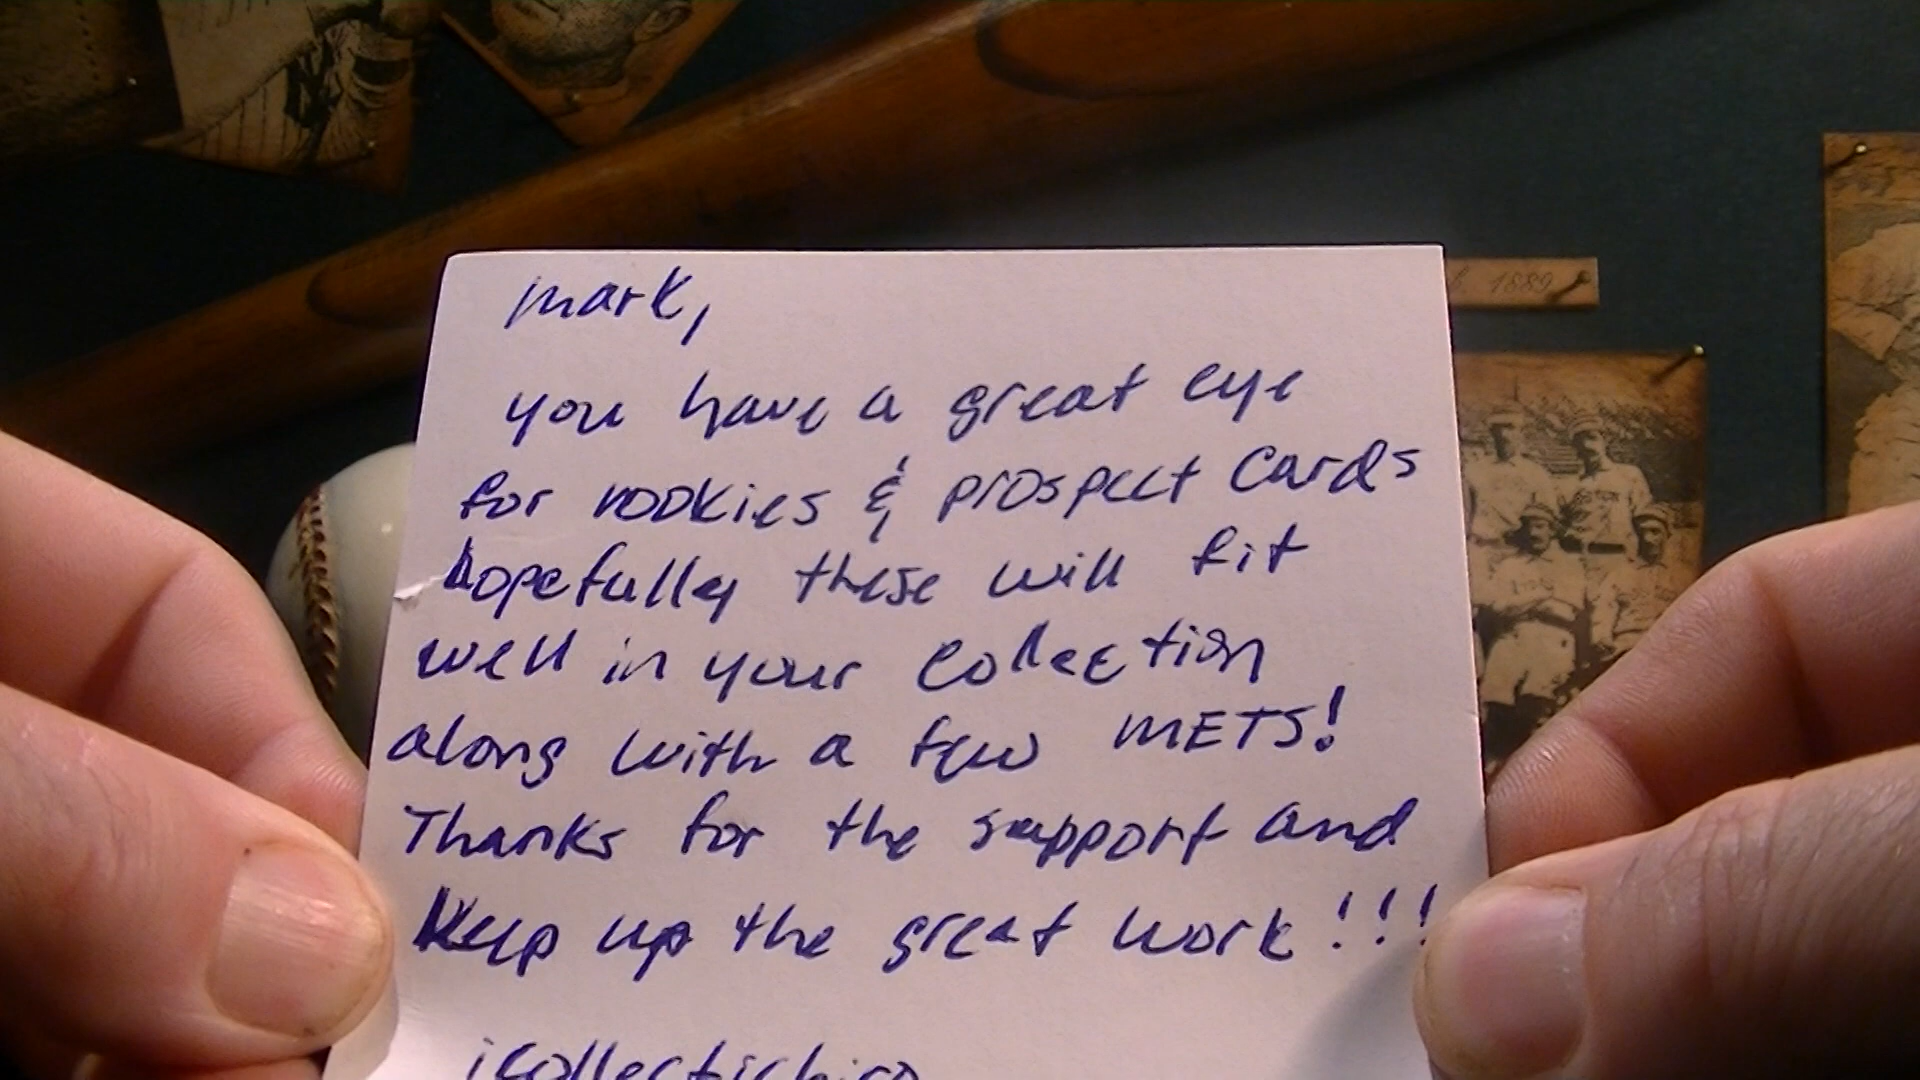 mark,
you have a great eye
for rookies & prospect cards
hopefully these will fit
well in your collection
along with a few METS!
Thanks for the support and
Keep up the great work!!!
1889